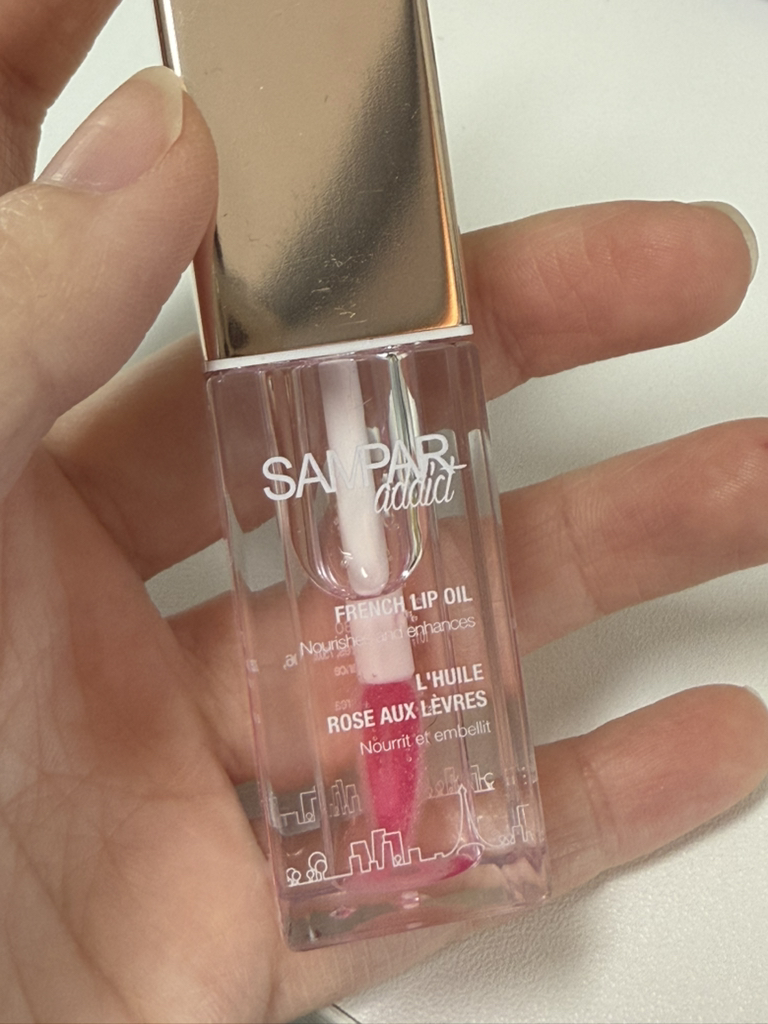 SAMPAR
addict
FRENCH LIP OIL
Nourishes and enhances
L'HUILE
ROSE AUX LÈVRES
Nourrit et embellit